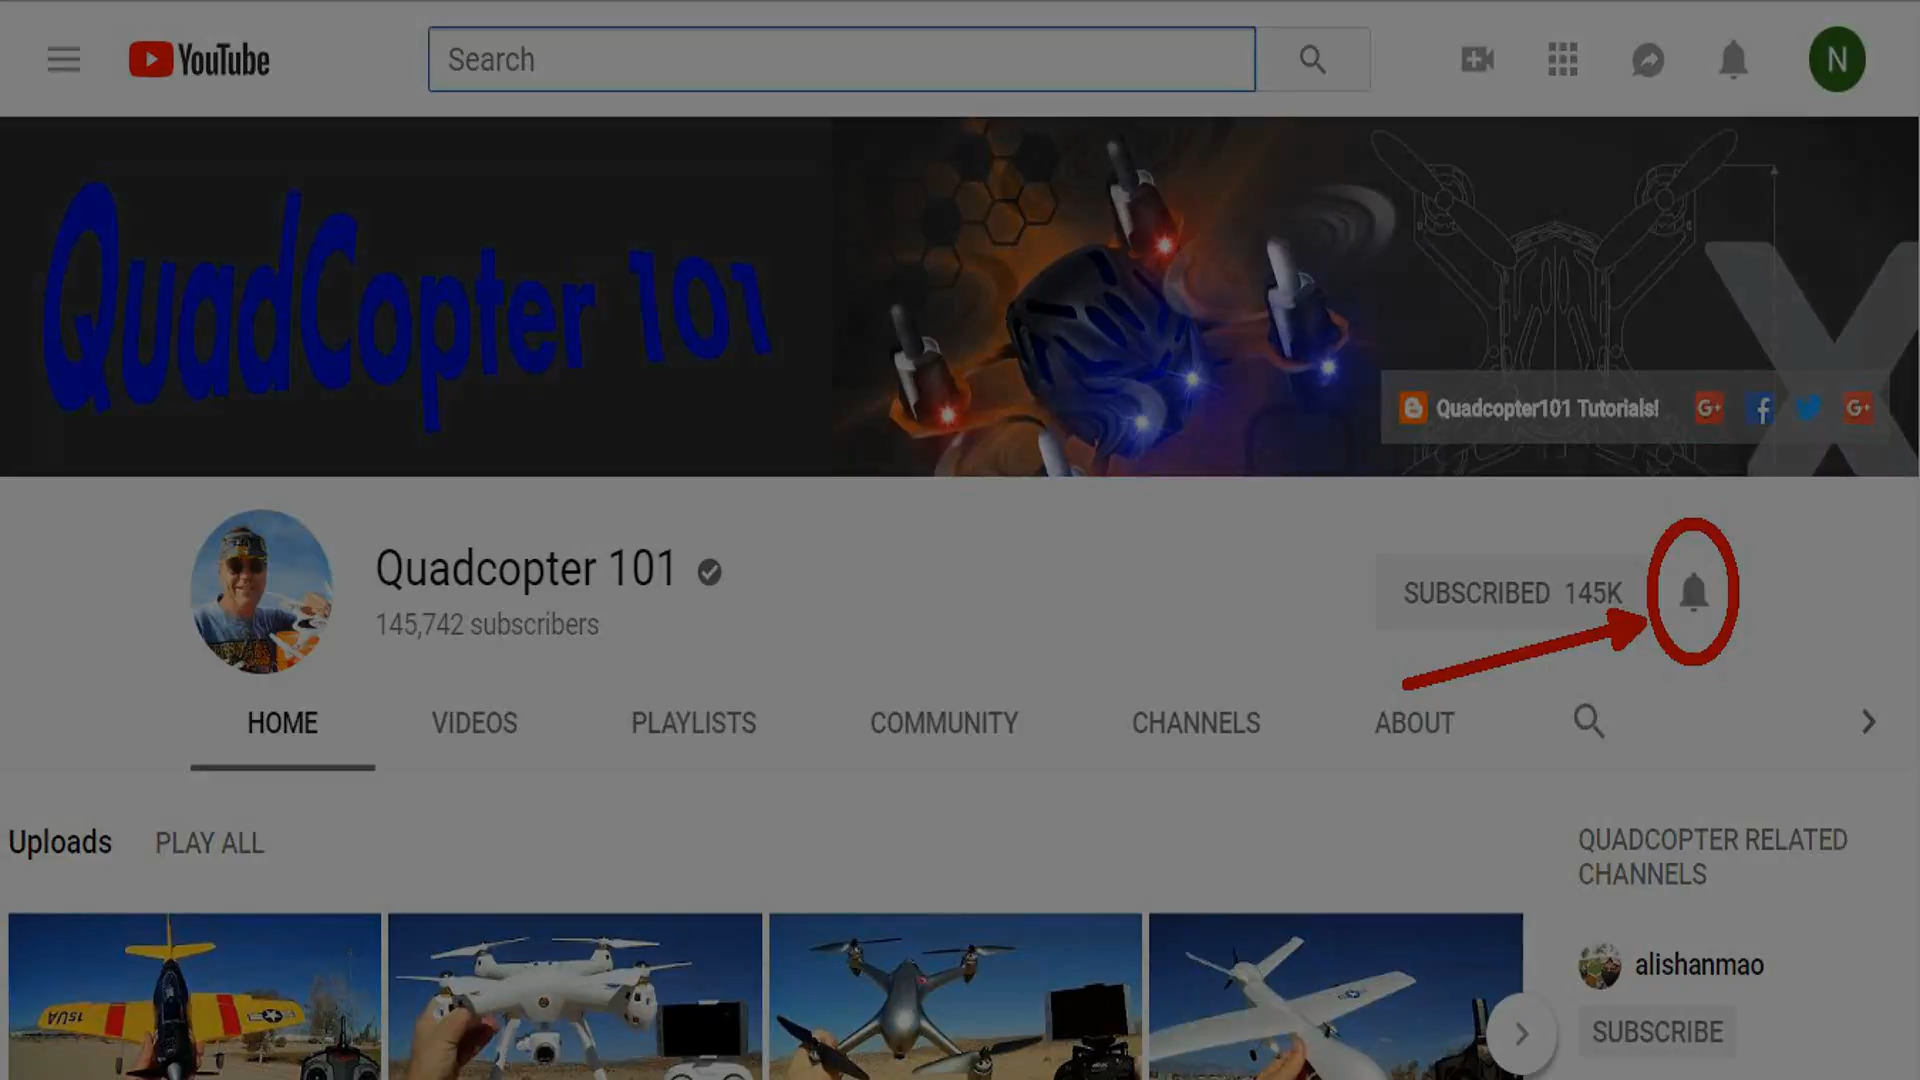 YouTube
Search
N
QuadCopter 101
Quadcopter101 Tutorials!
G+
f
G+
X
Quadcopter 101
145,742 subscribers
SUBSCRIBED 145K
HOME
VIDEOS
PLAYLISTS
COMMUNITY
CHANNELS
ABOUT
Uploads
PLAY ALL
QUADCOPTER RELATED
CHANNELS
alishanmao
SUBSCRIBE